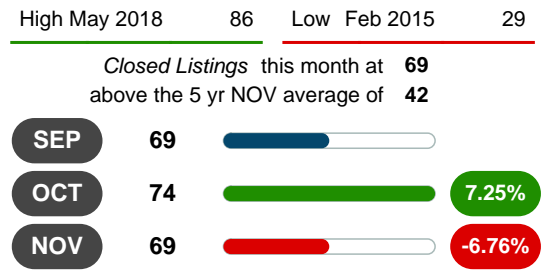 High May 2018 86 Low Feb 2015 29
Closed Listings this month at 69
above the 5 yr NOV average of 42
SEP 69
OCT 74 7.25%
NOV 69 -6.76%